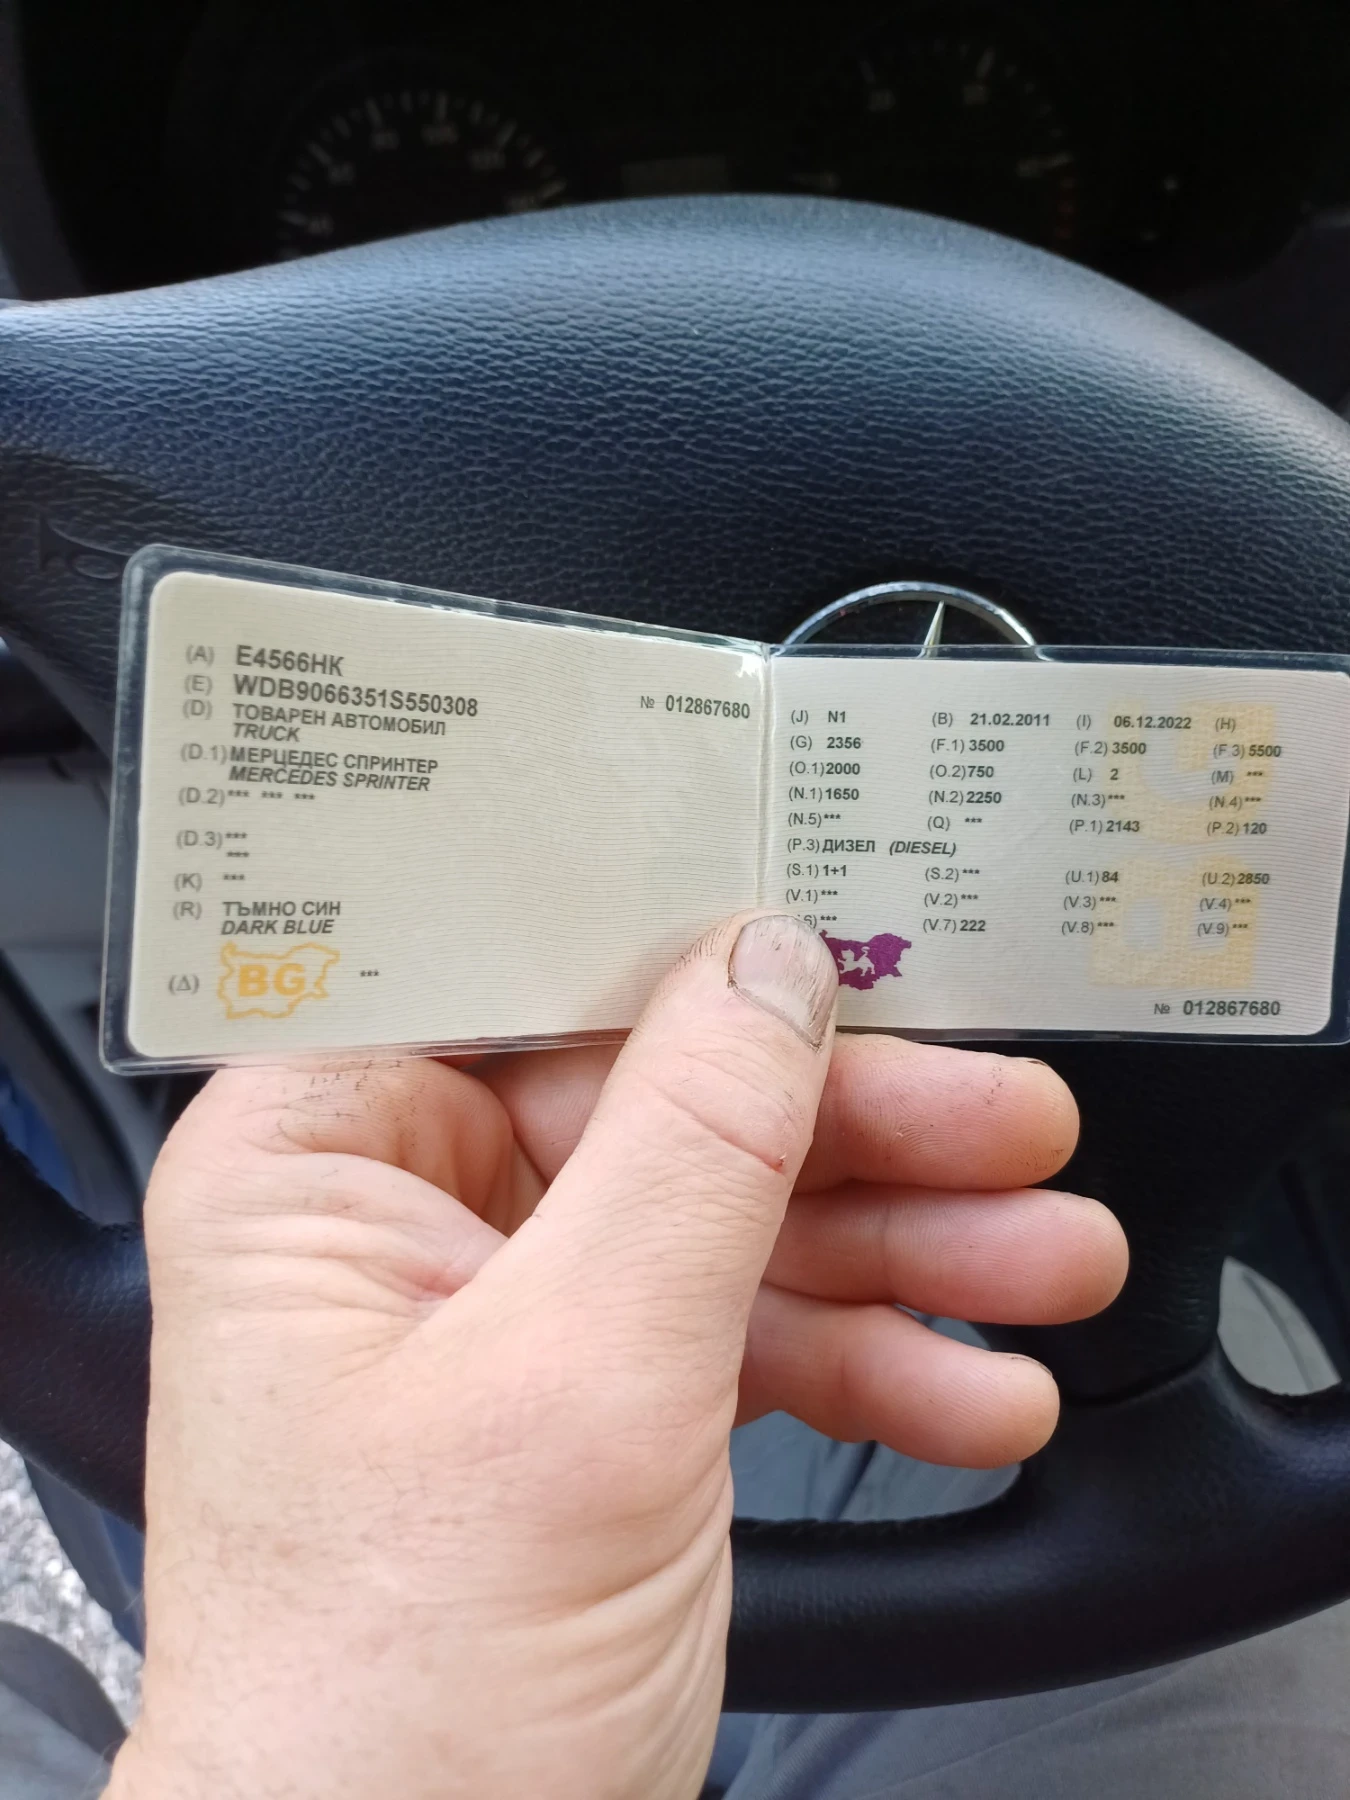 (A) E4566HK
(E) WDB9066351S550308
№ 012867680
(D) ТОВАРЕН АВТОМОБИЛ
TRUCK
(D.1) МЕРЦЕДЕС СПРИНТЕР
MERCEDES SPRINTER
(D.2) *** *** ***
(D.3) ***
***
(K) ***
(R) ТЪМНО СИН
DARK BLUE
(Δ) BG ***
(J) N1 (B) 21.02.2011 (I) 06.12.2022 (H)
(G) 2356 (F.1) 3500 (F.2) 3500 (F.3) 5500
(O.1) 2000 (O.2) 750 (L) 2 (M) ***
(N.1) 1650 (N.2) 2250 (N.3) *** (N.4) ***
(N.5) *** (Q) *** (P.1) 2143 (P.2) 120
(P.3) ДИЗЕЛ (DIESEL)
(S.1) 1+1 (S.2) *** (U.1) 84 (U.2) 2850
(V.1) *** (V.2) *** (V.3) *** (V.4) ***
6) *** (V.7) 222 (V.8) *** (V.9) ***
№ 012867680